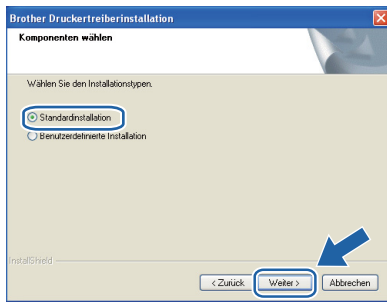 Brother Druckertreiberinstallation
Komponenten wählen
Wählen Sie den Installationstypen.
Standardinstallation
Benutzerdefinierte Installation
InstallShield
< Zurück Weiter > Abbrechen